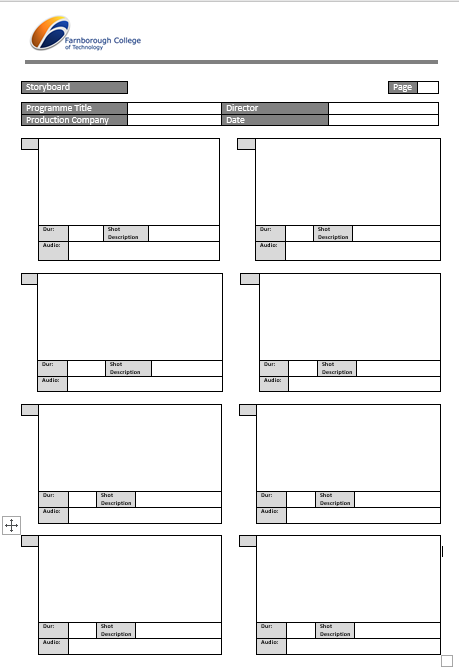 Farnborough College
of Technology
Storyboard Page
Programme Title Director
Production Company Date
Dur: Shot Description Dur: Shot Description
Audio: Audio:
Dur: Shot Description Dur: Shot Description
Audio: Audio:
Dur: Shot Description Dur: Shot Description
Audio: Audio:
Dur: Shot Description Dur: Shot Description
Audio: Audio: